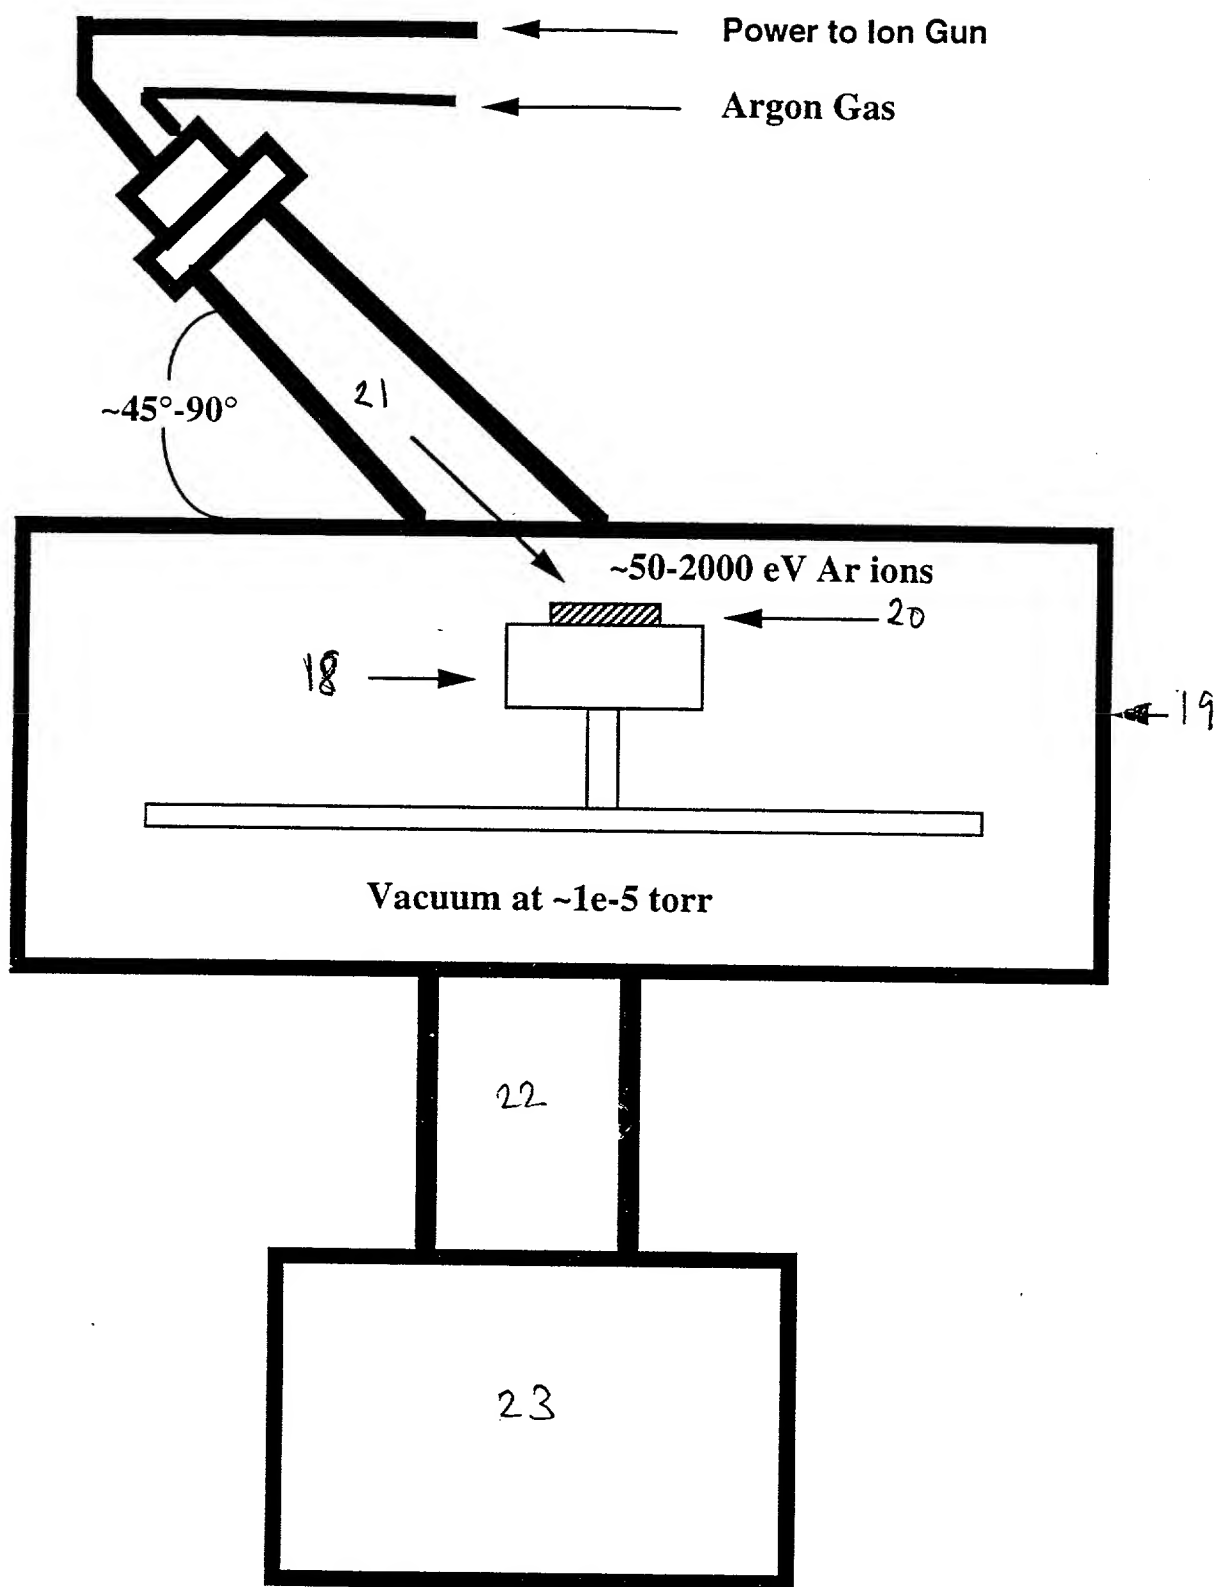 Power to Ion Gun
Argon Gas
21
~45°-90°
~50-2000 eV Ar ions
20
18
19
Vacuum at ~1e-5 torr
22
23